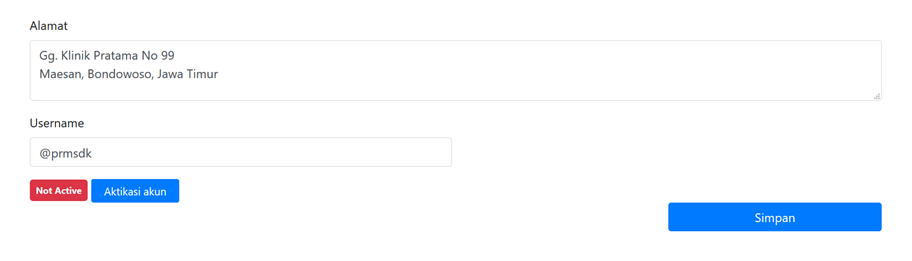 Alamat
Gg. Klinik Pratama No 99
Maesan, Bondowoso, Jawa Timur
Username
@prmsdk
Not Active
Aktikasi akun
Simpan